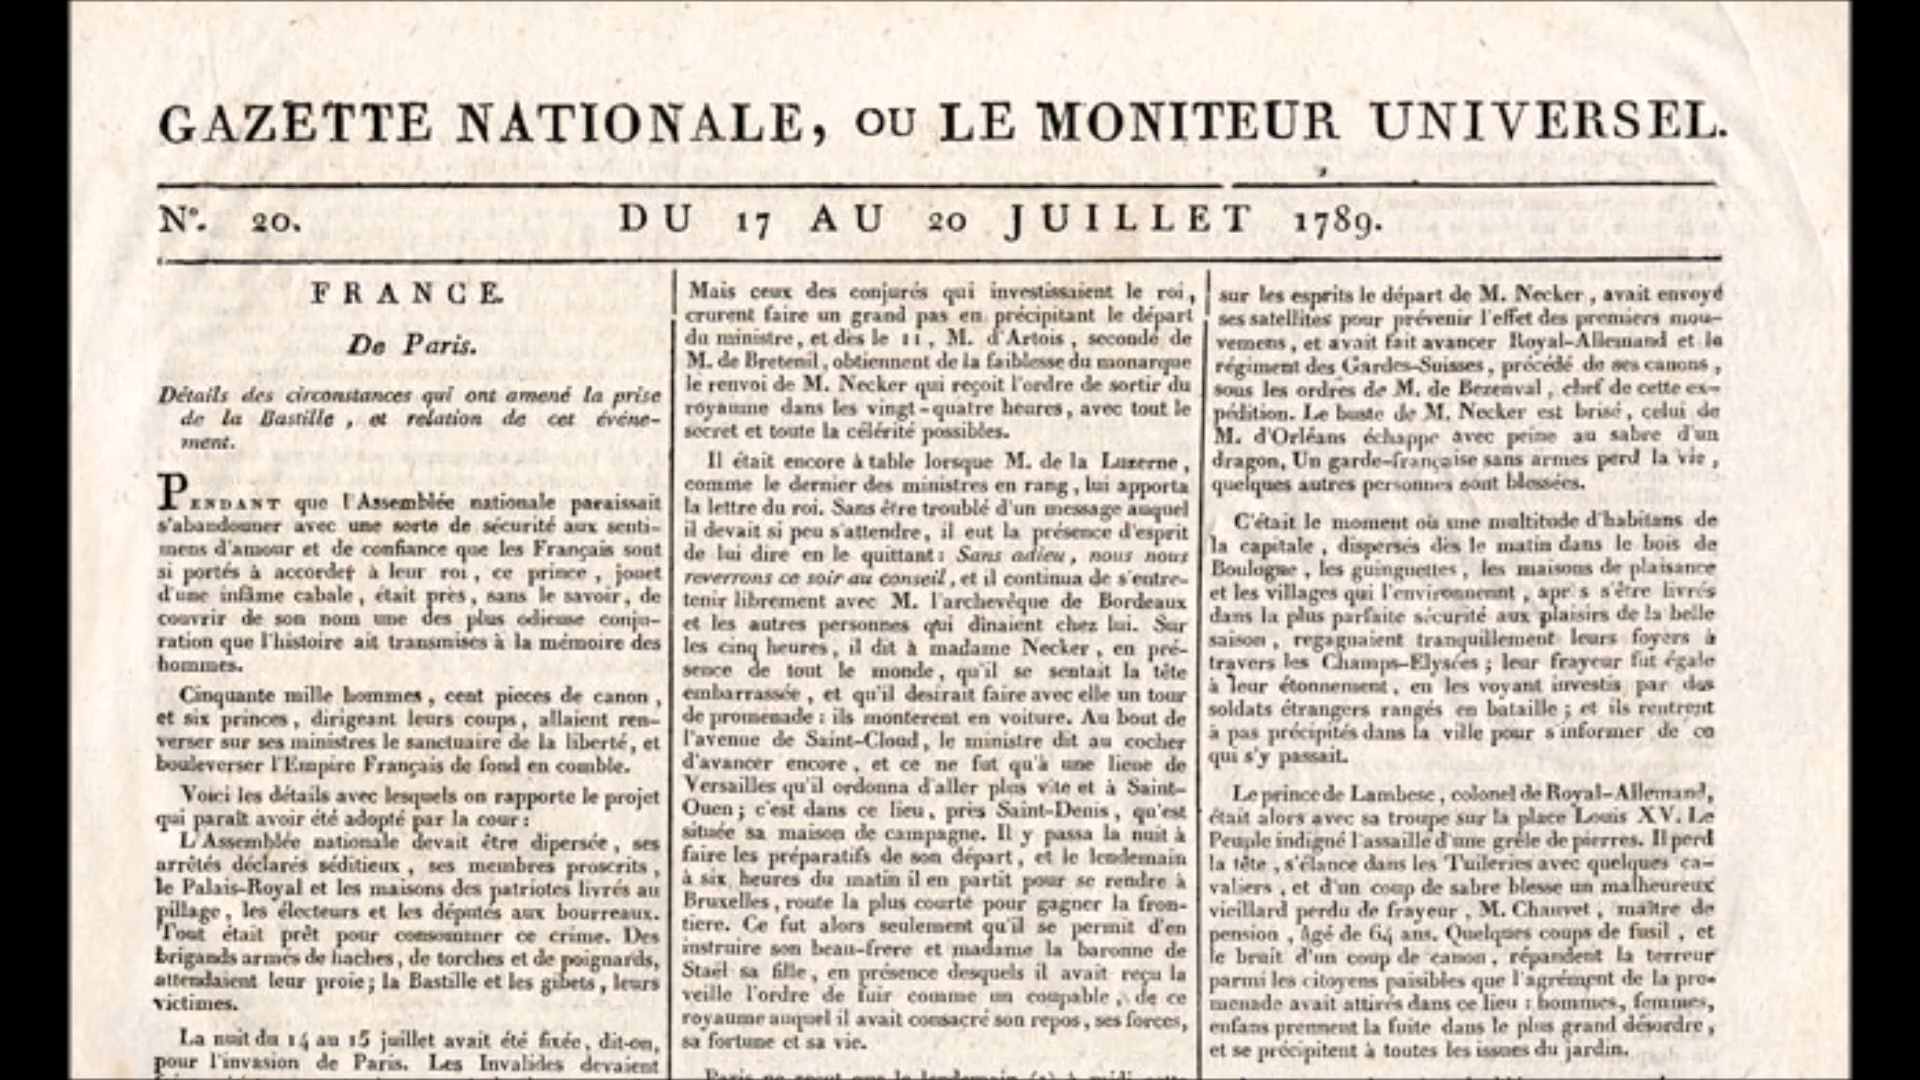 GAZETTE NATIONALE, OU LE MONITEUR UNIVERSEL.
N°. 20. DU 17 AU 20 JUILLET 1789.
FRANCE.
De Paris.
Détails des circonstances qui ont amené la prise
de la Bastille, et relation de cet événe-
ment.
PENDANT que l'Assemblée nationale paraissait
s'abandonner avec une sorte de sécurité aux senti-
mens d'amour et de confiance que les Français sont
si portés à accorder à leur roi, ce prince, jouet
d'une infâme cabale, était près, sans le savoir, de
couvrir de son nom une des plus odieuse conju-
ration que l'histoire ait transmises à la mémoire des
hommes.
Cinquante mille hommes, cent pieces de canon,
et six princes, dirigeant leurs coups, allaient ren-
verser sur ses ministres le sanctuaire de la liberté, et
bouleverser l'Empire Français de fond en comble.
Voici les détails avec lesquels on rapporte le projet
qui paraît avoir été adopté par la cour:
L'Assemblée nationale devait être dipersée, ses
arrêtés déclarés séditieux, ses membres proscrits,
le Palais-Royal et les maisons des patriotes livrés au
pillage, les électeurs et les députés aux bourreaux.
Tout était prêt pour consommer ce crime. Des
brigands armés de haches, de torches et de poignards,
attendaient leur proie; la Bastille et les gibets, leurs
victimes.
La nuit du 14 au 15 juillet avait été fixée, dit-on,
pour l'invasion de Paris. Les Invalides devaient
Mais ceux des conjurés qui investissaient le roi,
crurent faire un grand pas en précipitant le départ
du ministre, et dès le 11, M. d'Artois, secondé de
M. de Breteuil, obtiennent de la faiblesse du monarque
le renvoi de M. Necker qui reçoit l'ordre de sortir du
royaume dans les vingt-quatre heures, avec tout le
secret et toute la célérité possibles.
Il était encore à table lorsque M. de la Luzerne,
comme le dernier des ministres en rang, lui apporta
la lettre du roi. Sans être troublé d'un message auquel
il devait si peu s'attendre, il eut la présence d'esprit
de lui dire en le quittant: Sans adieu, nous nous
reverrons ce soir au conseil, et il continua de s'entre-
tenir librement avec M. l'archevêque de Bordeaux
et les autres personnes qui dînaient chez lui. Sur
les cinq heures, il dit à madame Necker, en pré-
sence de tout le monde, qu'il se sentait la tête
embarrassée, et qu'il desirait faire avec elle un tour
de promenade: ils monterent en voiture. Au bout de
l'avenue de Saint-Cloud, le ministre dit au cocher
d'avancer encore, et ce ne fut qu'à une lieue de
Versailles qu'il ordonna d'aller plus vite et à Saint-
Ouen; c'est dans ce lieu, près Saint-Denis, qu'est
située sa maison de campagne. Il y passa la nuit à
faire les préparatifs de son départ, et le lendemain
à six heures du matin il en partit pour se rendre à
Bruxelles, route la plus courte pour gagner la fron-
tiere. Ce fut alors seulement qu'il se permit d'en
instruire son beau-frere et madame la baronne de
Staël sa fille, en présence desquels il avait reçu la
veille l'ordre de fuir comme un coupable, de ce
royaume auquel il avait consacré son repos, ses forces,
sa fortune et sa vie.
sur les esprits le départ de M. Necker, avait envoyé
ses satellites pour prévenir l'effet des premiers mou-
vemens, et avait fait avancer Royal-Allemand et le
régiment des Gardes-Suisses, précédé de ses canons,
sous les ordres de M. de Bezenval, chef de cette ex-
pédition. Le buste de M. Necker est brisé, celui de
M. d'Orléans échappe avec peine au sabre d'un
dragon, Un garde-française sans armes perd la vie,
quelques autres personnes sont blessées.
C'était le moment où une multitude d'habitans de
la capitale, dispersés dès le matin dans le bois de
Boulogne, les guinguettes, les maisons de plaisance
et les villages qui l'environnent, apr s s'être livrés
dans la plus parfaite sécurité aux plaisirs de la belle
saison, regagnaient tranquillement leurs foyers à
travers les Champs-Elysées; leur frayeur fut égale
à leur étonnement, en les voyant investis par des
soldats étrangers rangés en bataille; et ils rentrent
à pas précipités dans la ville pour s'informer de ce
qui s'y passait.
Le prince de Lambesc, colonel de Royal-Allemand,
était alors avec sa troupe sur la place Louis XV. Le
Peuple indigné l'assaille d'une grêle de pierres. Il perd
la tête, s'élance dans les Tuileries avec quelques ca-
valiers, et d'un coup de sabre blesse un malheureux
vieillard perdu de frayeur, M. Chauvet, maître de
pension, âgé de 64 ans. Quelques coups de fusil, et
le bruit d'un coup de canon, répandent la terreur
parmi les citoyens paisibles que l'agrément de la pro-
menade avait attirés dans ce lieu: hommes, femmes,
enfans prennent la fuite dans le plus grand désordre,
et se précipitent à toutes les issues du jardin.